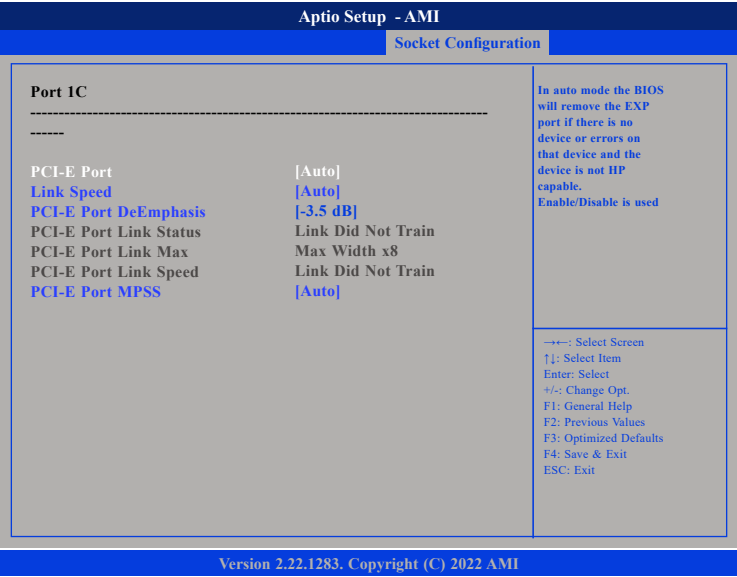 Aptio Setup - AMI
Socket Configuration
Port 1C
--------------------------------------------------------------------------------
------
PCI-E Port [Auto]
Link Speed [Auto]
PCI-E Port DeEmphasis [-3.5 dB]
PCI-E Port Link Status Link Did Not Train
PCI-E Port Link Max Max Width x8
PCI-E Port Link Speed Link Did Not Train
PCI-E Port MPSS [Auto]
In auto mode the BIOS
will remove the EXP
port if there is no
device or errors on
that device and the
device is not HP
capable.
Enable/Disable is used
→←: Select Screen
↑↓: Select Item
Enter: Select
+/-: Change Opt.
F1: General Help
F2: Previous Values
F3: Optimized Defaults
F4: Save & Exit
ESC: Exit
Version 2.22.1283. Copyright (C) 2022 AMI